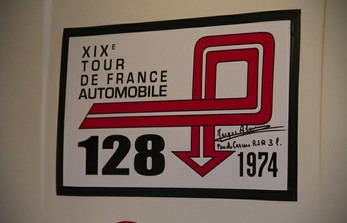 XIXE
TOUR
DE FRANCE
AUTOMOBILE
128
1974